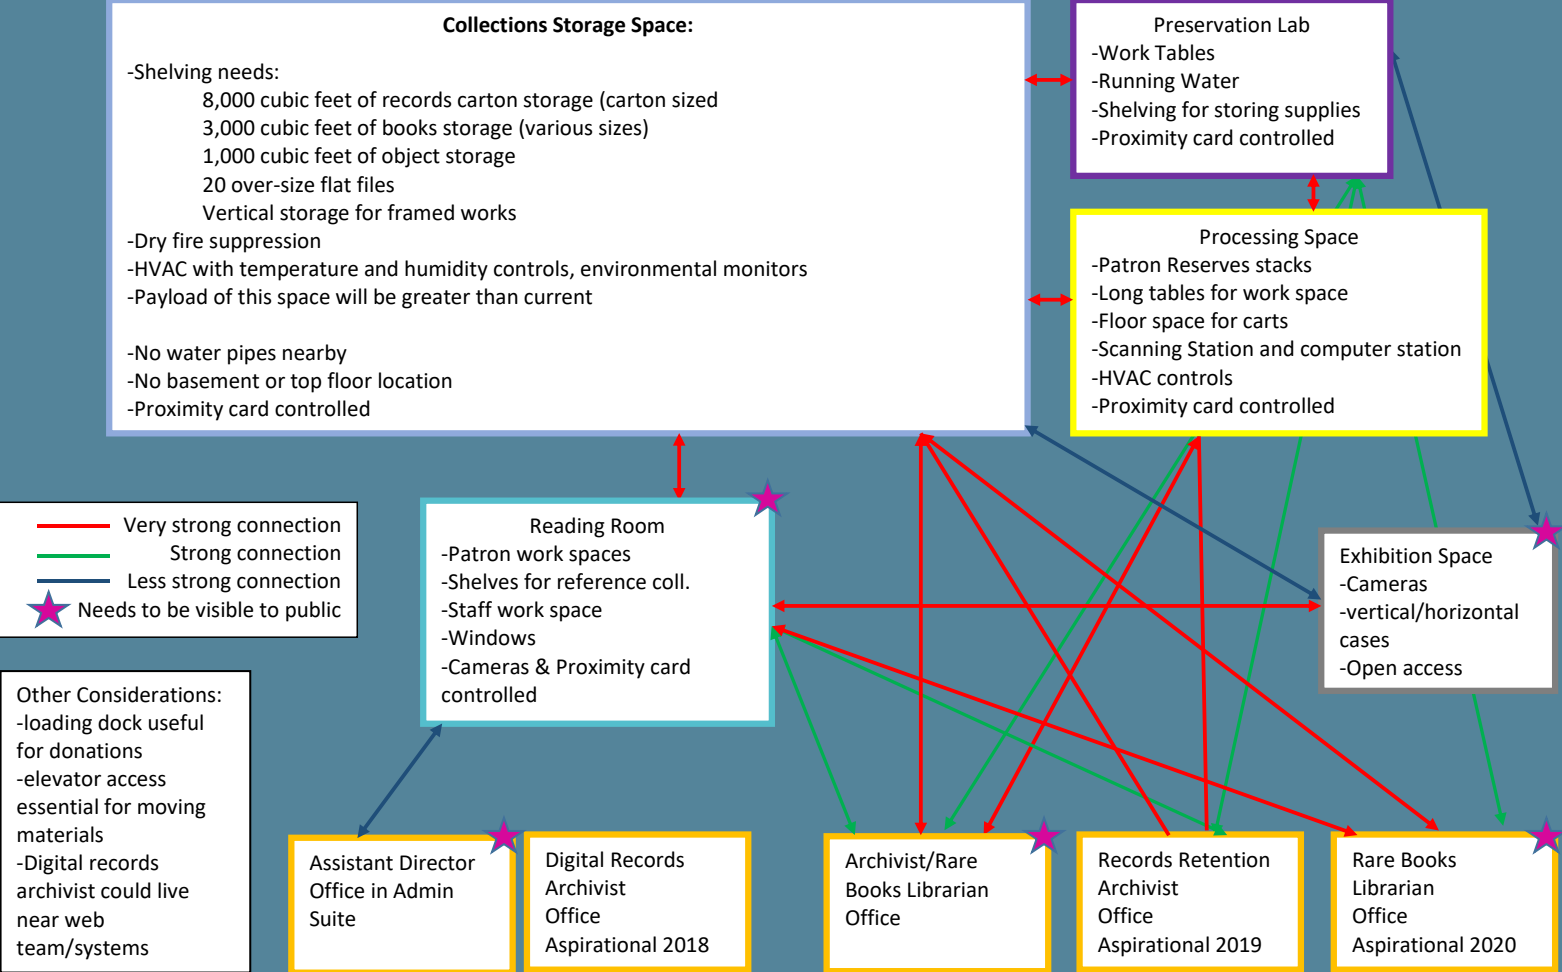 Collections Storage Space:
-Shelving needs:
8,000 cubic feet of records carton storage (carton sized
3,000 cubic feet of books storage (various sizes)
1,000 cubic feet of object storage
20 over-size flat files
Vertical storage for framed works
-Dry fire suppression
-HVAC with temperature and humidity controls, environmental monitors
-Payload of this space will be greater than current
-No water pipes nearby
-No basement or top floor location
-Proximity card controlled
Preservation Lab
-Work Tables
-Running Water
-Shelving for storing supplies
-Proximity card controlled
Processing Space
-Patron Reserves stacks
-Long tables for work space
-Floor space for carts
-Scanning Station and computer station
-HVAC controls
-Proximity card controlled
Very strong connection
Strong connection
Less strong connection
Needs to be visible to public
Reading Room
-Patron work spaces
-Shelves for reference coll.
-Staff work space
-Windows
-Cameras & Proximity card
controlled
Exhibition Space
-Cameras
-vertical/horizontal
cases
-Open access
Other Considerations:
-loading dock useful
for donations
-elevator access
essential for moving
materials
-Digital records
archivist could live
near web
team/systems
Assistant Director
Office in Admin
Suite
Digital Records
Archivist
Office
Aspirational 2018
Archivist/Rare
Books Librarian
Office
Records Retention
Archivist
Office
Aspirational 2019
Rare Books
Librarian
Office
Aspirational 2020